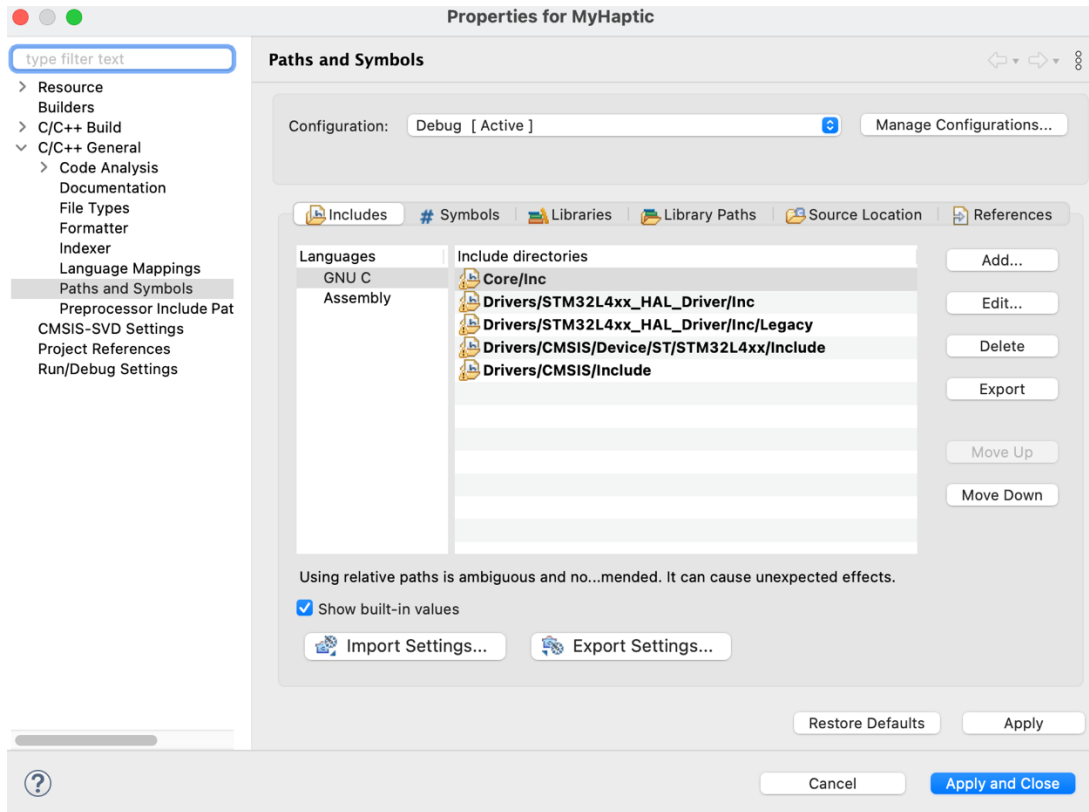 Properties for MyHaptic
type filter text
Resource
Builders
C/C++ Build
C/C++ General
Code Analysis
Documentation
File Types
Formatter
Indexer
Language Mappings
Paths and Symbols
Preprocessor Include Pat
CMSIS-SVD Settings
Project References
Run/Debug Settings
Paths and Symbols
Configuration: Debug [ Active ] Manage Configurations...
Includes # Symbols Libraries Library Paths Source Location References
Languages
GNU C
Assembly
Include directories
Core/Inc
Drivers/STM32L4xx_HAL_Driver/Inc
Drivers/STM32L4xx_HAL_Driver/Inc/Legacy
Drivers/CMSIS/Device/ST/STM32L4xx/Include
Drivers/CMSIS/Include
Add...
Edit...
Delete
Export
Move Up
Move Down
Using relative paths is ambiguous and no...mended. It can cause unexpected effects.
Show built-in values
Import Settings... Export Settings...
Restore Defaults Apply
? Cancel Apply and Close